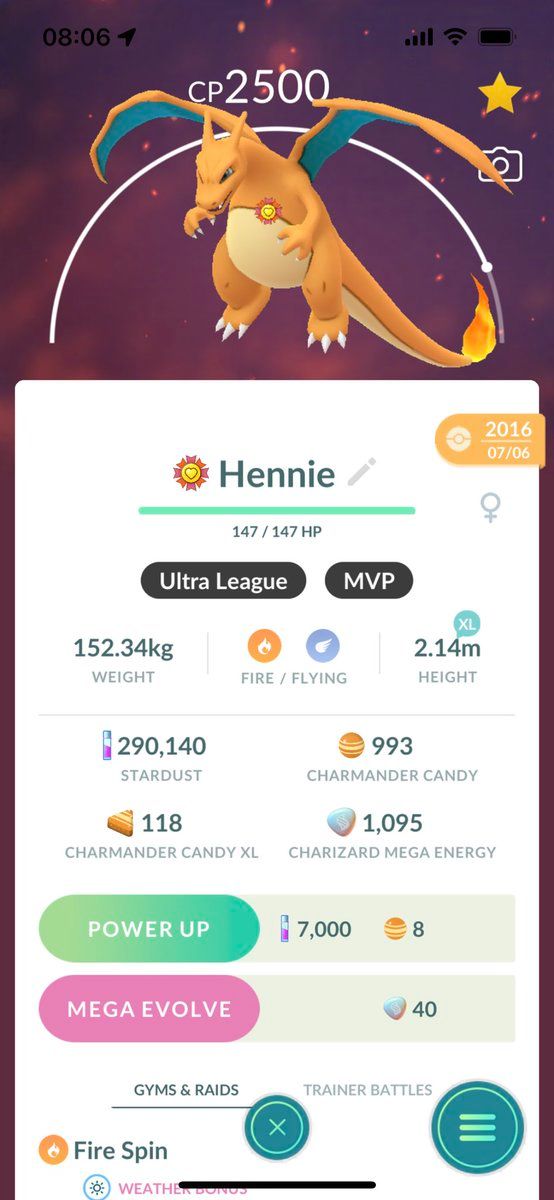 08:06
CP2500
2016
07/06
Hennie
147 / 147 HP
Ultra League MVP
XL
152.34kg 2.14m
WEIGHT FIRE / FLYING HEIGHT
290,140 993
STARDUST CHARMANDER CANDY
118 1,095
CHARMANDER CANDY XL CHARIZARD MEGA ENERGY
POWER UP 7,000 8
MEGA EVOLVE 40
GYMS & RAIDS TRAINER BATTLES
Fire Spin
WEATHER BONUS